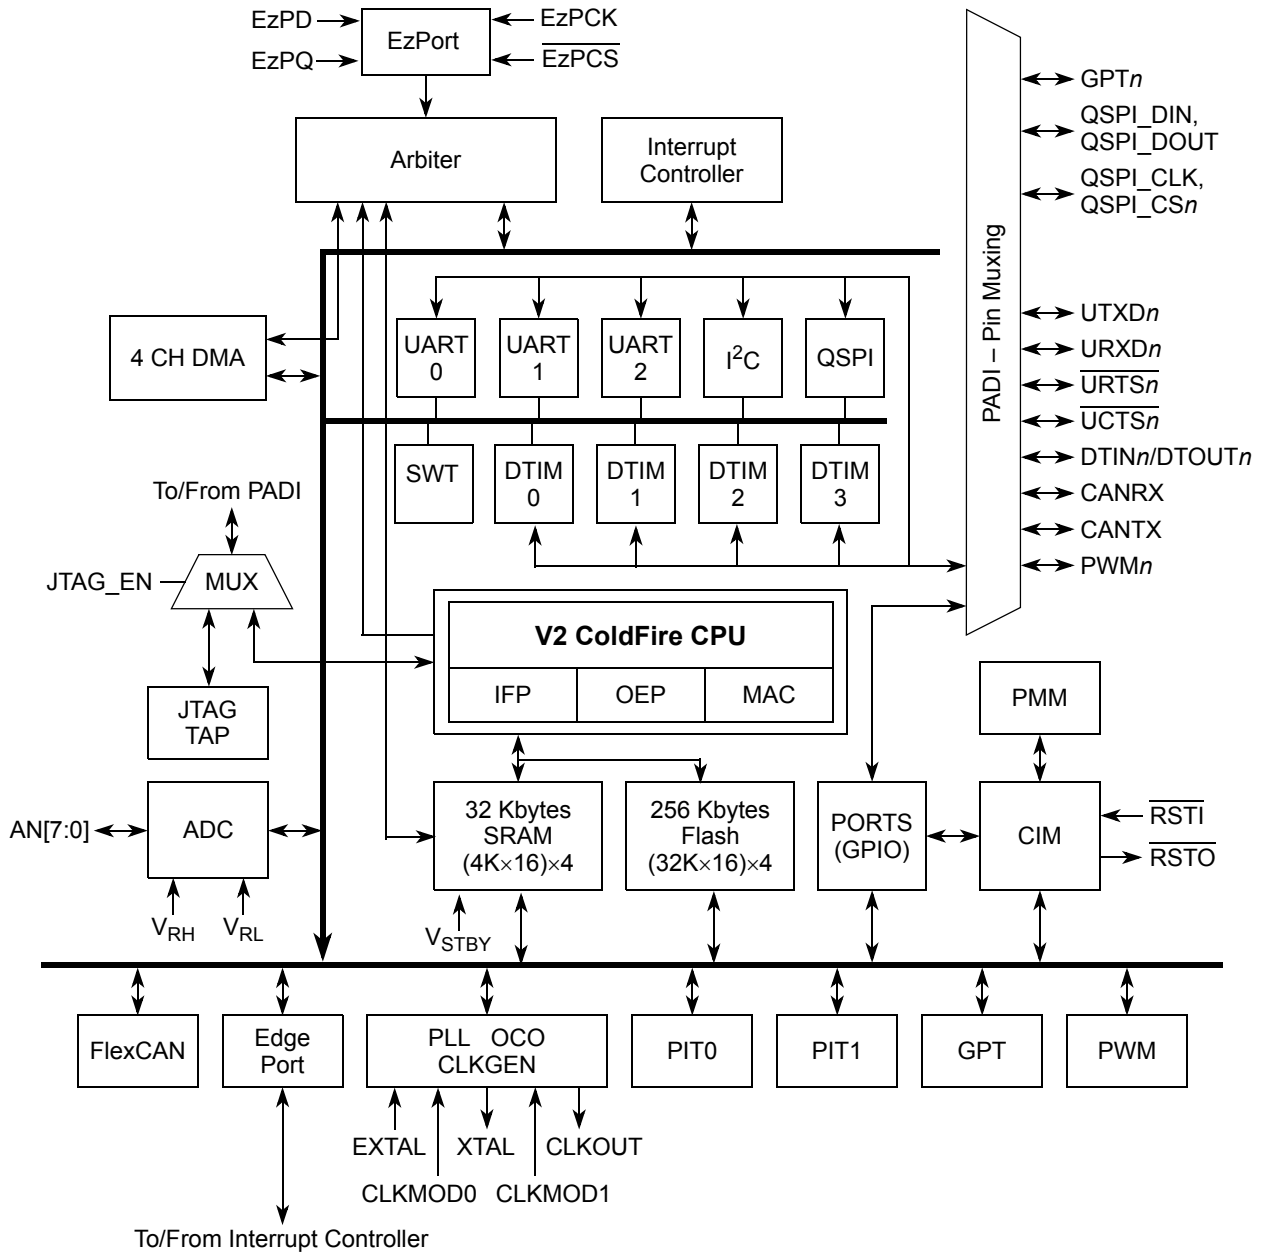 EzPD
EzPQ
EzPort
EzPCK
EzPCS
Arbiter
Interrupt
Controller
PADI – Pin Muxing
GPTn
QSPI_DIN,
QSPI_DOUT
QSPI_CLK,
QSPI_CSn
UTXDn
URXDn
URTSn
UCTSn
DTINn/DTOUTn
CANRX
CANTX
PWMn
4 CH DMA
UART
0
UART
1
UART
2
I²C
QSPI
SWT
DTIM
0
DTIM
1
DTIM
2
DTIM
3
To/From PADI
JTAG_EN
MUX
JTAG
TAP
V2 ColdFire CPU
IFP
OEP
MAC
PMM
AN[7:0]
ADC
VRH
VRL
32 Kbytes
SRAM
(4K×16)×4
VSTBY
256 Kbytes
Flash
(32K×16)×4
PORTS
(GPIO)
CIM
RSTI
RSTO
FlexCAN
Edge
Port
PLL OCO
CLKGEN
PIT0
PIT1
GPT
PWM
EXTAL
XTAL
CLKOUT
CLKMOD0
CLKMOD1
To/From Interrupt Controller